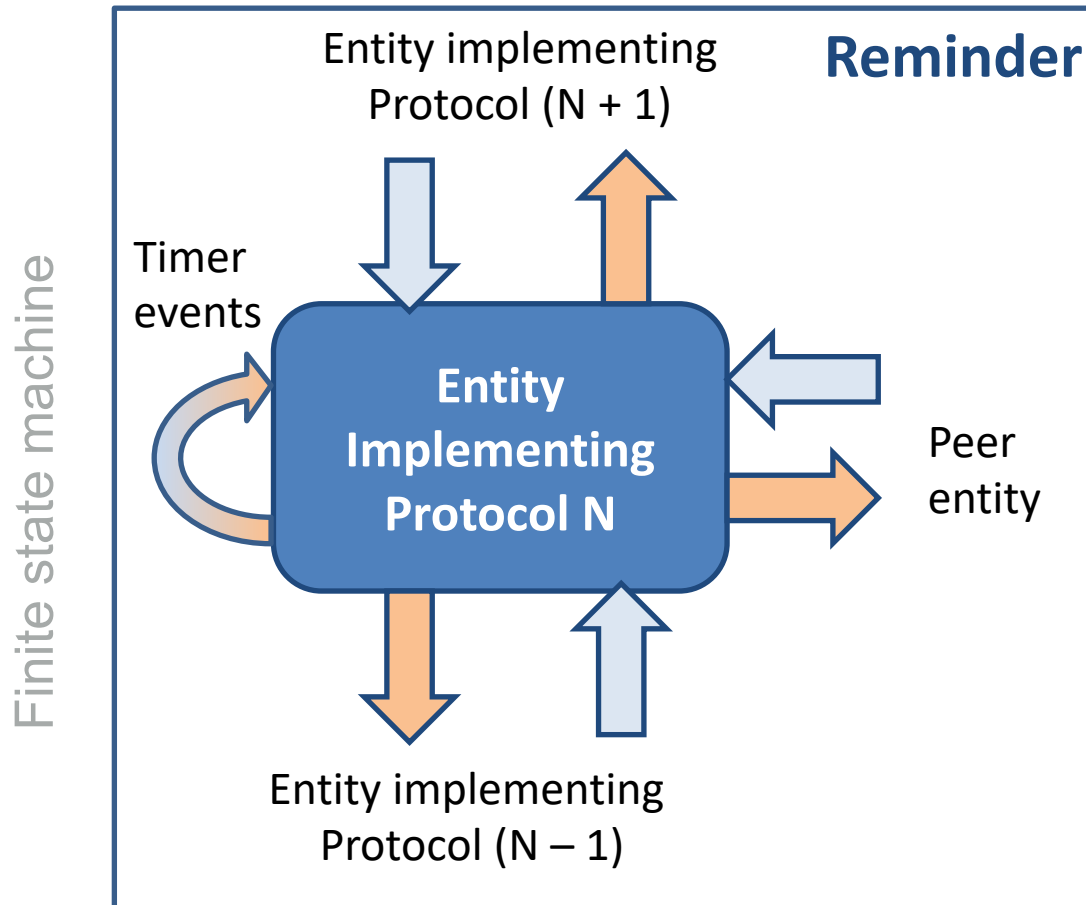 Finite state machine
Reminder
Entity implementing
Protocol (N + 1)
Timer
events
Entity
Implementing
Protocol N
Peer
entity
Entity implementing
Protocol (N – 1)